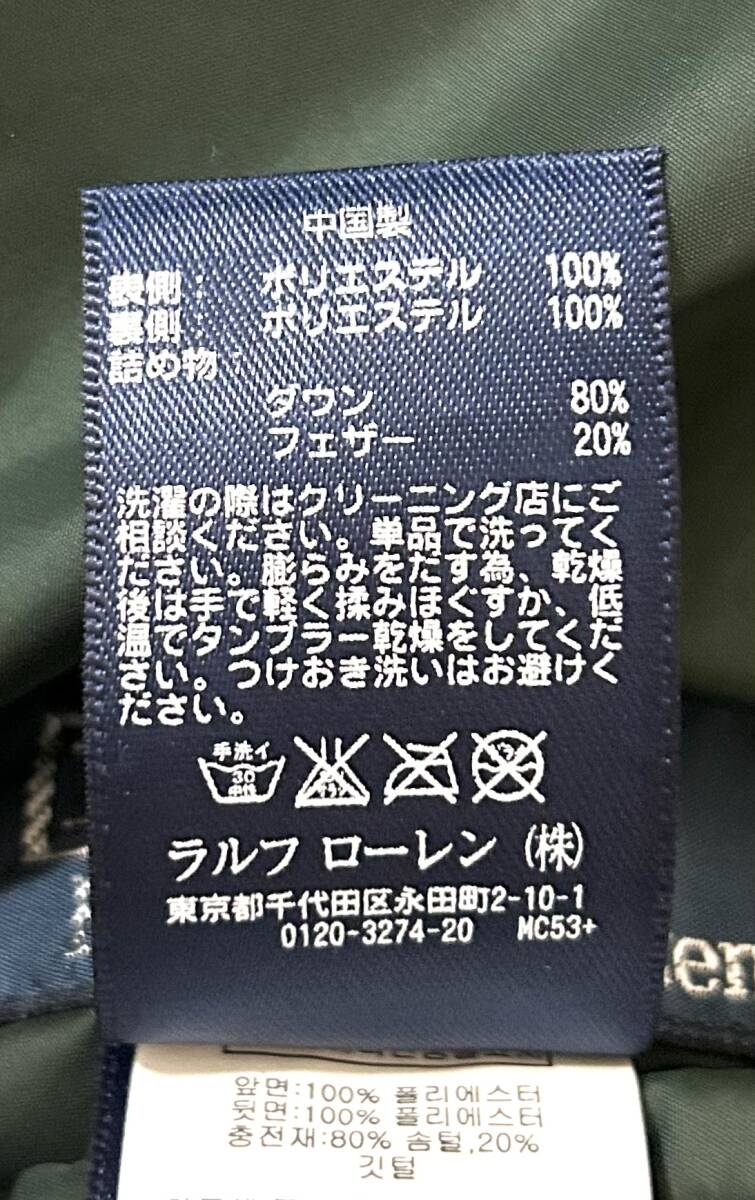 中国製
表側： ポリエステル 100%
裏側： ポリエステル 100%
詰め物：
ダウン 80%
フェザー 20%
洗濯の際はクリーニング店にご
相談ください。単品で洗ってく
ださい。膨らみをだす為、乾燥
後は手で軽く揉みほぐすか、低
温でタンブラー乾燥をしてくだ
さい。つけおき洗いはお避けく
ださい。
手洗イ
30
中性
ラルフ ローレン（株）
東京都千代田区永田町2-10-1
0120-3274-20 MC53+
앞면:100% 폴리에스터
뒷면:100% 폴리에스터
충전재:80% 솜털,20%
깃털